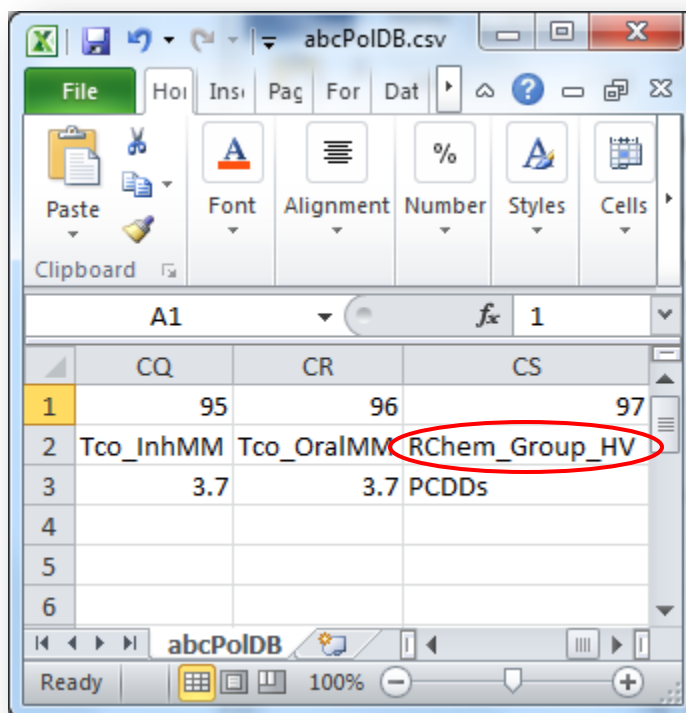 abcPolDB.csv
File Hoı Ins Pag For Dat
Paste Font Alignment Number Styles Cells
%
Clipboard
A1 fx 1
CQ CR CS
1 95 96 97
2 Tco_InhMM Tco_OralMM RChem_Group_HV
3 3.7 3.7 PCDDs
4
5
6
abcPolDB
Ready 100%